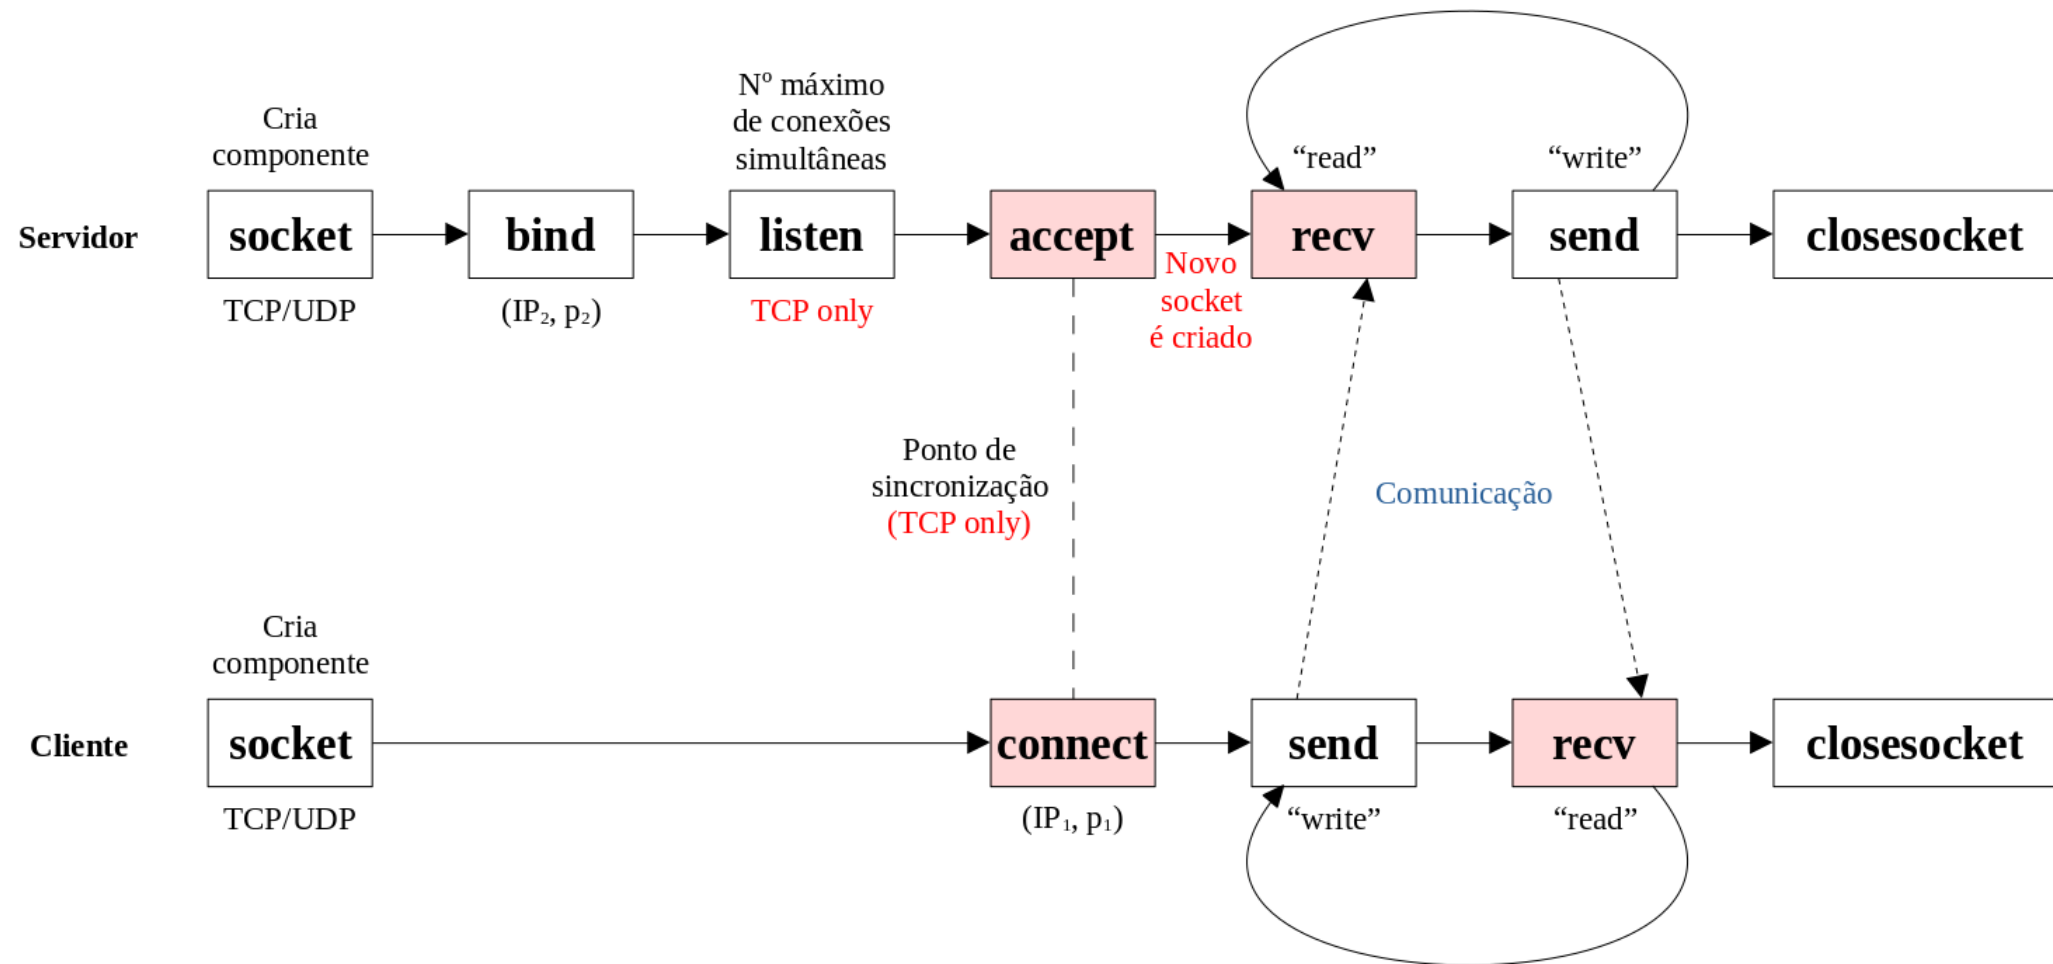 Cria
componente
Nº máximo
de conexões
simultâneas
“read”
“write”
Servidor
socket
bind
listen
accept
recv
send
closesocket
TCP/UDP
(IP₂, p₂)
TCP only
Novo
socket
é criado
Ponto de
sincronização
(TCP only)
Comunicação
Cria
componente
Cliente
socket
connect
send
recv
closesocket
TCP/UDP
(IP₁, p₁)
“write”
“read”